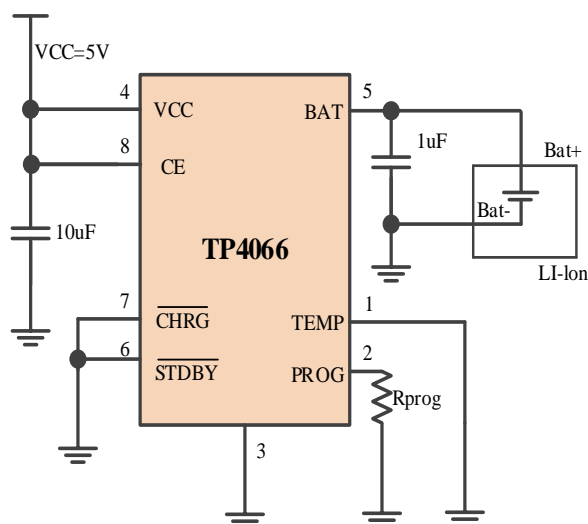 VCC=5V
4
VCC
8
CE
10uF
7
CHRG
6
STDBY
TP4066
3
5
BAT
1uF
Bat+
Bat-
LI-lon
1
TEMP
2
PROG
Rprog